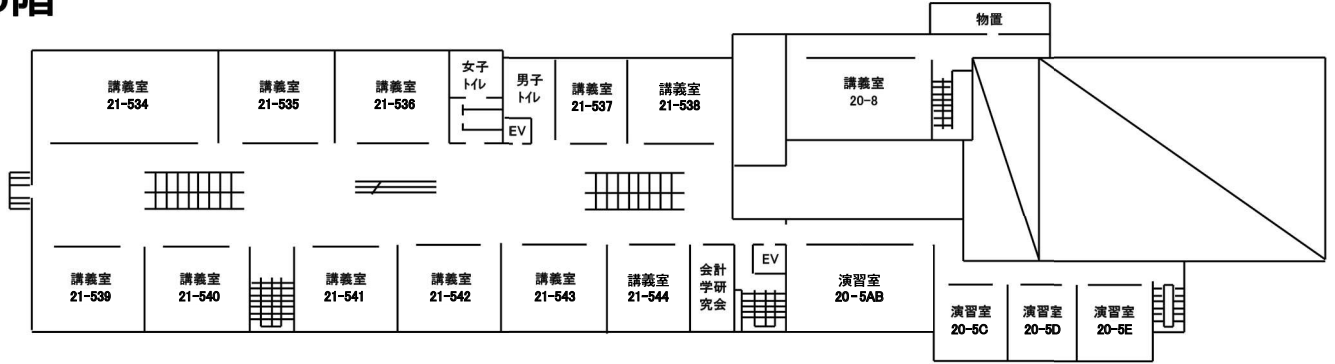 階
物置
講義室
21-534
講義室
21-535
講義室
21-536
女子
トイレ
男子
トイレ
EV
講義室
21-537
講義室
21-538
講義室
20-8
講義室
21-539
講義室
21-540
講義室
21-541
講義室
21-542
講義室
21-543
講義室
21-544
会計
学研
究会
EV
演習室
20-5AB
演習室
20-5C
演習室
20-5D
演習室
20-5E